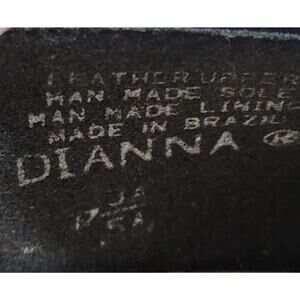 LEATHER UPPER
MAN MADE SOLE
MAN MADE LINING
MADE IN BRAZIL
DIANNA